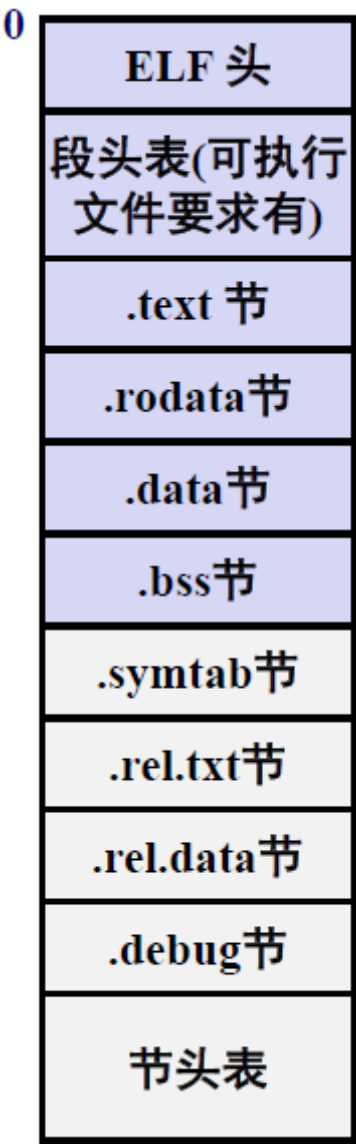 0
ELF 头
段头表(可执行
文件要求有)
.text 节
.rodata节
.data节
.bss节
.symtab节
.rel.txt节
.rel.data节
.debug节
节头表